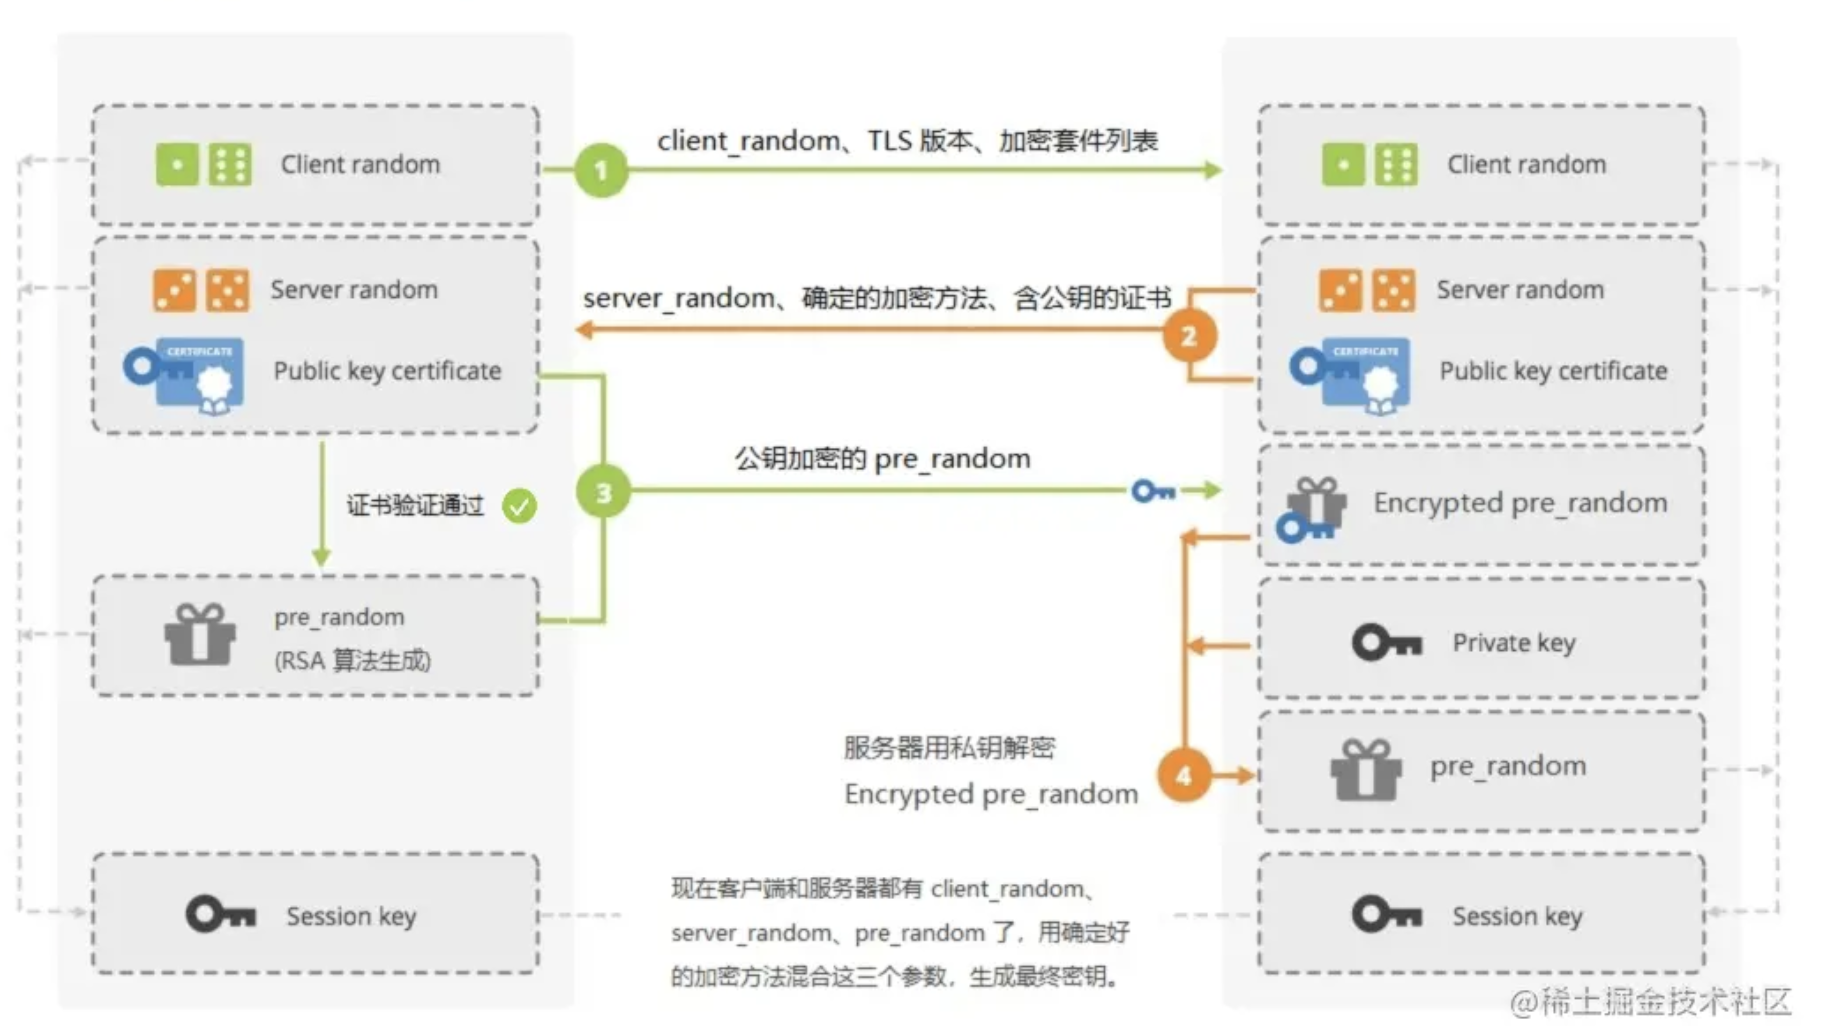 client_random、TLS 版本、加密套件列表
Client random
1
Client random
Server random
server_random、确定的加密方法、含公钥的证书
Server random
2
CERTIFICATE
Public key certificate
CERTIFICATE
Public key certificate
公钥加密的 pre_random
证书验证通过
3
Encrypted pre_random
pre_random
(RSA 算法生成)
Private key
服务器用私钥解密
Encrypted pre_random
4
pre_random
Session key
现在客户端和服务器都有 client_random、
server_random、pre_random 了，用确定好
的加密方法混合这三个参数，生成最终密钥。
Session key
@稀土掘金技术社区